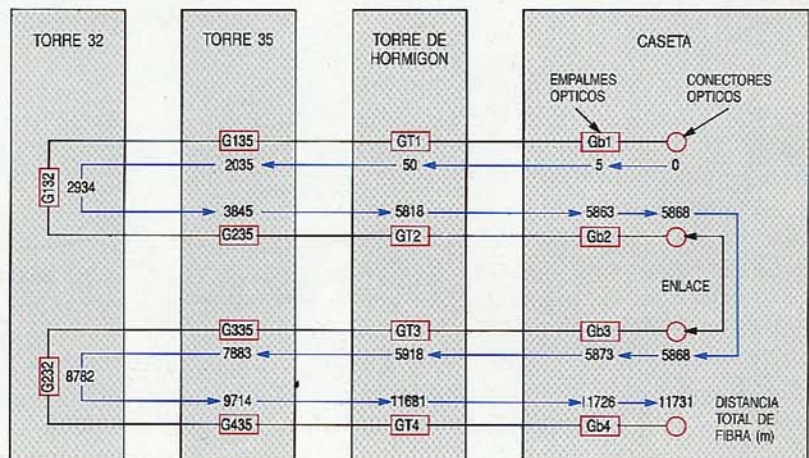 TORRE 32
TORRE 35
TORRE DE
HORMIGON
CASETA
EMPALMES
OPTICOS
CONECTORES
OPTICOS
G135
GT1
Gb1
2035
50
5
0
G132
2934
3845
5818
5863
5868
G235
GT2
Gb2
ENLACE
G335
GT3
Gb3
7883
5918
5873
5868
G232
8782
9714
11681
11726
11731
DISTANCIA
TOTAL DE
FIBRA (m)
G435
GT4
Gb4